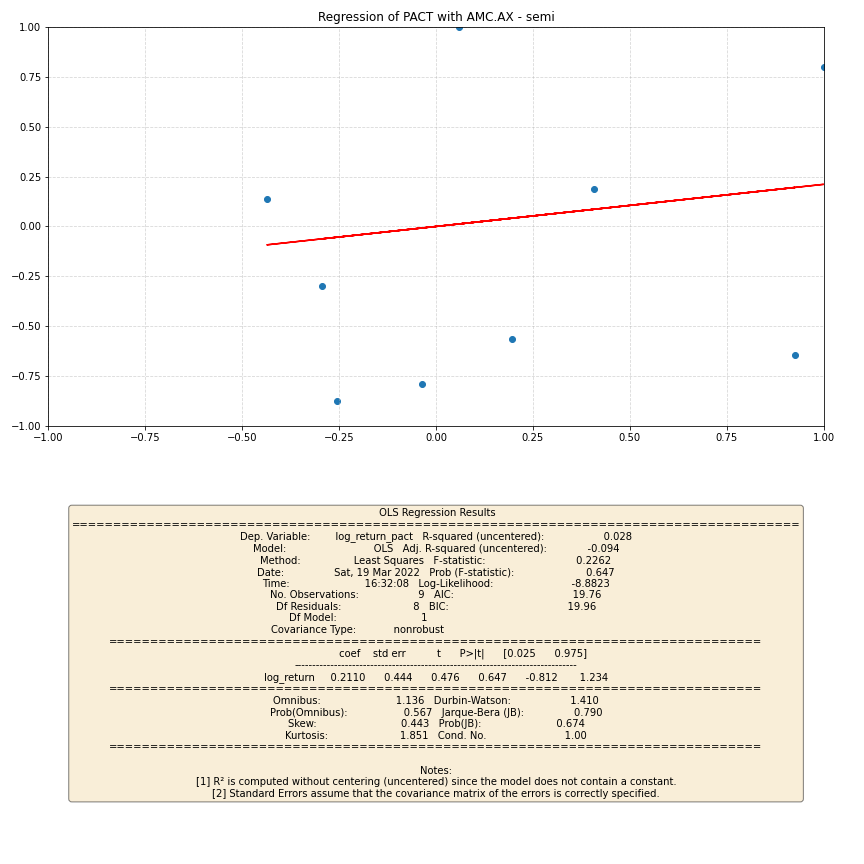 Regression of PACT with AMC.AX - semi
1.00
0.75
0.50
0.25
0.00
−0.25
−0.50
−0.75
−1.00
−1.00 −0.75 −0.50 −0.25 0.00 0.25 0.50 0.75 1.00
OLS Regression Results
==============================================================================
Dep. Variable: log_return_pact R-squared (uncentered): 0.028
Model: OLS Adj. R-squared (uncentered): -0.094
Method: Least Squares F-statistic: 0.2262
Date: Sat, 19 Mar 2022 Prob (F-statistic): 0.647
Time: 16:32:08 Log-Likelihood: -8.8823
No. Observations: 9 AIC: 19.76
Df Residuals: 8 BIC: 19.96
Df Model: 1
Covariance Type: nonrobust
==============================================================================
coef std err t P>|t| [0.025 0.975]
------------------------------------------------------------------------------
log_return 0.2110 0.444 0.476 0.647 -0.812 1.234
==============================================================================
Omnibus: 1.136 Durbin-Watson: 1.410
Prob(Omnibus): 0.567 Jarque-Bera (JB): 0.790
Skew: 0.443 Prob(JB): 0.674
Kurtosis: 1.851 Cond. No. 1.00
==============================================================================
Notes:
[1] R² is computed without centering (uncentered) since the model does not contain a constant.
[2] Standard Errors assume that the covariance matrix of the errors is correctly specified.